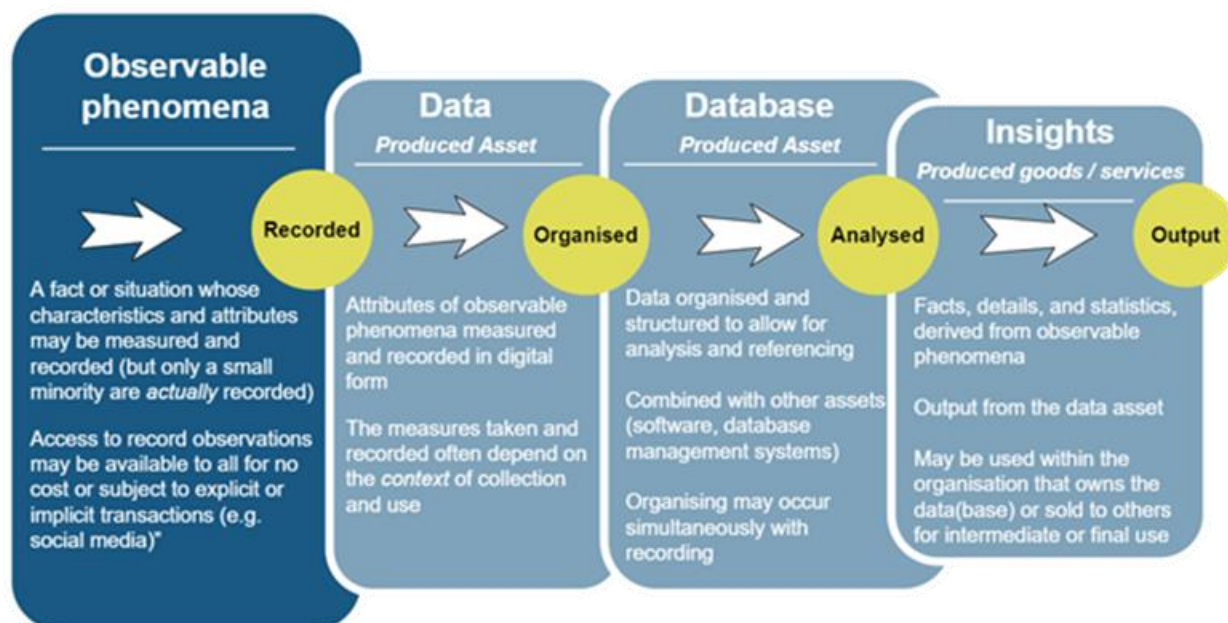 Observable
phenomena
Recorded
A fact or situation whose
characteristics and attributes
may be measured and
recorded (but only a small
minority are actually recorded)
Access to record observations
may be available to all for no
cost or subject to explicit or
implicit transactions (e.g.
social media)"
Data
Produced Asset
Organised
Attributes of observable
phenomena measured
and recorded in digital
form
The measures taken and
recorded often depend on
the context of collection
and use
Database
Produced Asset
Analysed
Data organised and
structured to allow for
analysis and referencing
Combined with other assets
(software, database
management systems)
Organising may occur
simultaneously with
recording
Insights
Produced goods / services
Output
Facts, details, and statistics,
derived from observable
phenomena
Output from the data asset
May be used within the
organisation that owns the
data(base) or sold to others
for intermediate or final use